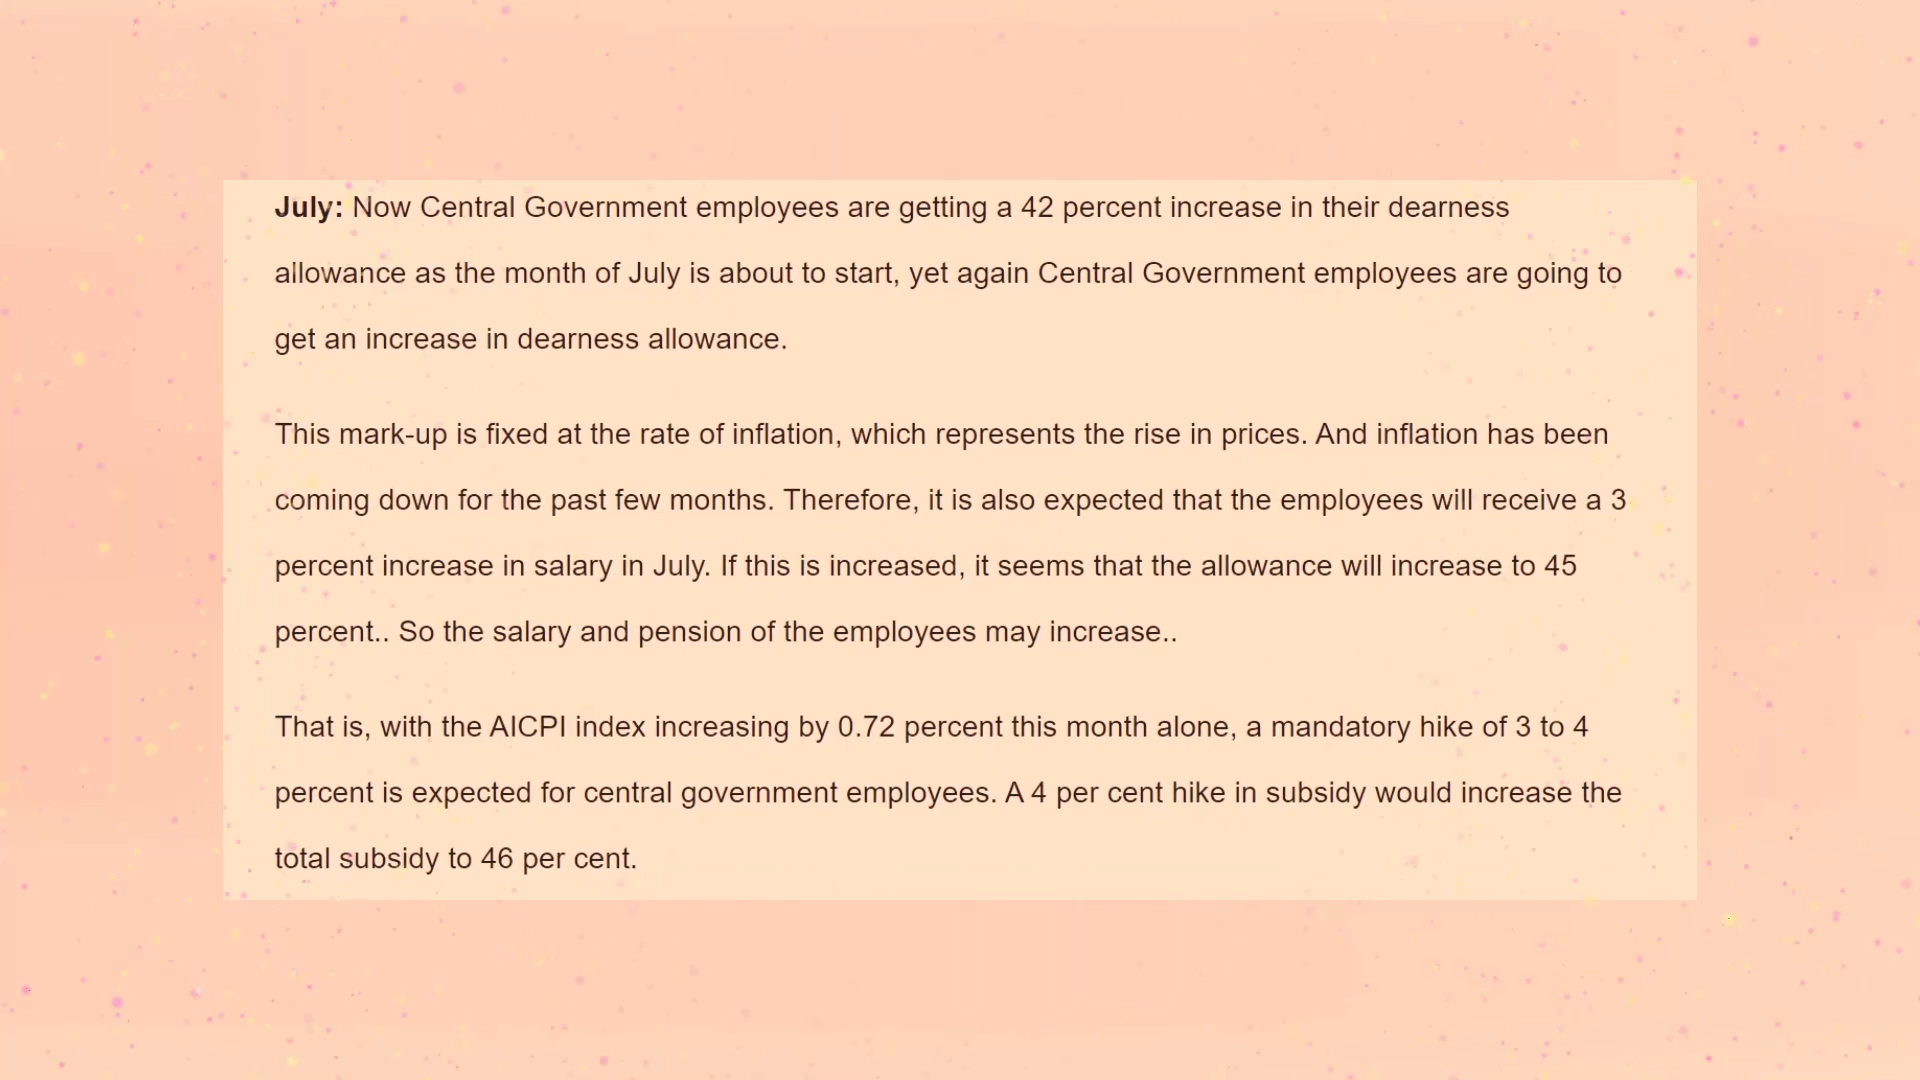 July: Now Central Government employees are getting a 42 percent increase in their dearness
allowance as the month of July is about to start, yet again Central Government employees are going to
get an increase in dearness allowance.
This mark-up is fixed at the rate of inflation, which represents the rise in prices. And inflation has been
coming down for the past few months. Therefore, it is also expected that the employees will receive a 3
percent increase in salary in July. If this is increased, it seems that the allowance will increase to 45
percent.. So the salary and pension of the employees may increase..
That is, with the AICPI index increasing by 0.72 percent this month alone, a mandatory hike of 3 to 4
percent is expected for central government employees. A 4 per cent hike in subsidy would increase the
total subsidy to 46 per cent.